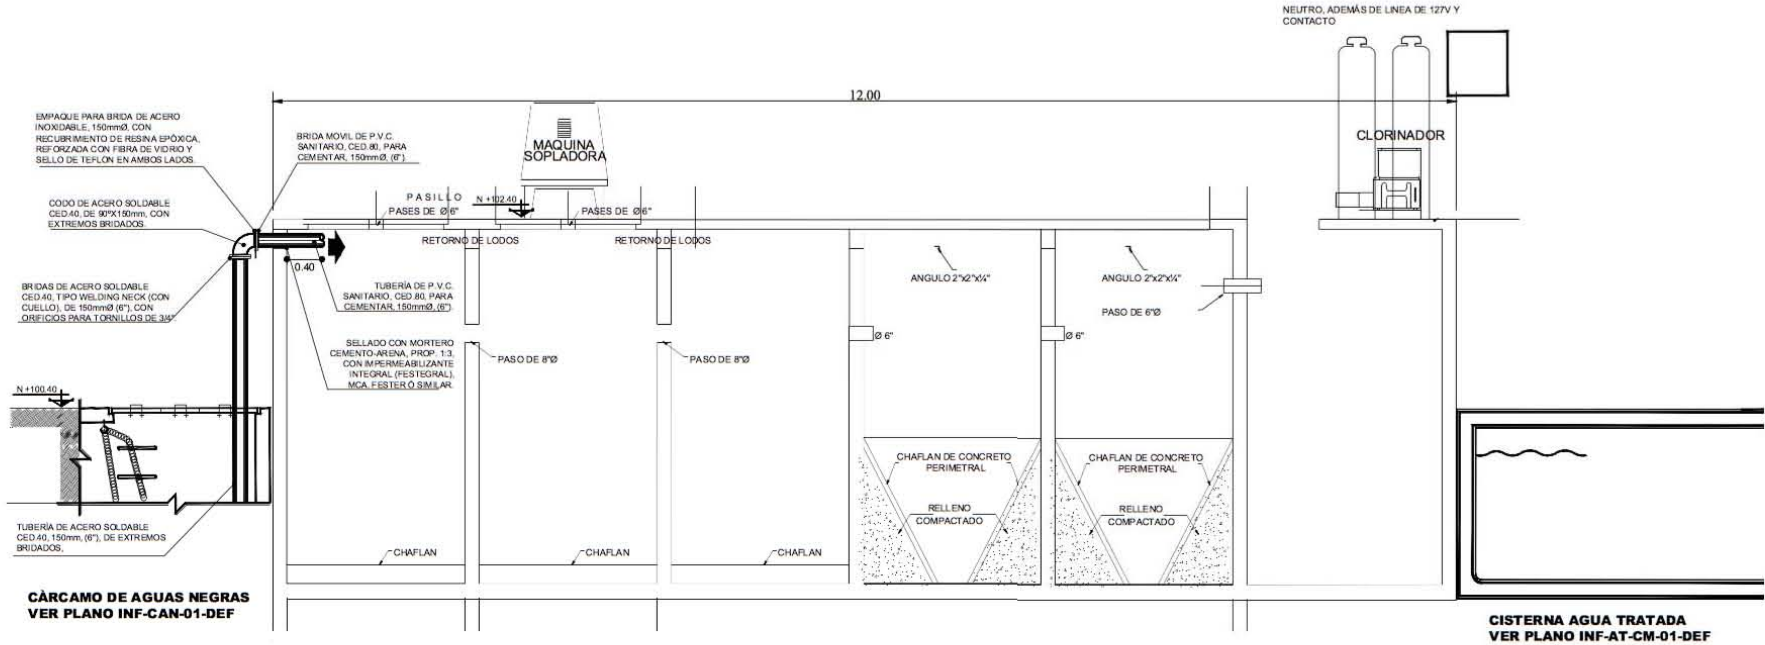 NEUTRO, ADEMÁS DE LINEA DE 127V Y
CONTACTO
12.00
EMPAQUE PARA BRIDA DE ACERO
INOXIDABLE, 150mmØ, CON
RECUBRIMIENTO DE RESINA EPÓXICA,
REFORZADA CON FIBRA DE VIDRIO Y
SELLO DE TEFLON EN AMBOS LADOS.
BRIDA MOVIL DE P.V.C.
SANITARIO, CED.80, PARA
CEMENTAR, 150mmØ, (6")
MAQUINA
SOPLADORA
CLORINADOR
CODO DE ACERO SOLDABLE
CED.40, DE 90°X150mm, CON
EXTREMOS BRIDADOS.
PASILLO
N +102.40
PASES DE Ø 6"
PASES DE Ø 6"
RETORNO DE LODOS
RETORNO DE LODOS
0.40
ANGULO 2"x2"x¼"
ANGULO 2"x2"x¼"
BRIDAS DE ACERO SOLDABLE
CED.40, TIPO WELDING NECK (CON
CUELLO), DE 150mmØ (6"), CON
ORIFICIOS PARA TORNILLOS DE 3/4".
TUBERÍA DE P.V.C.
SANITARIO, CED.80, PARA
CEMENTAR, 150mmØ, (6").
PASO DE 6"Ø
SELLADO CON MORTERO
CEMENTO-ARENA, PROP. 1:3,
CON IMPERMEABILIZANTE
INTEGRAL (FESTEGRAL),
MCA. FESTER Ó SIMILAR.
Ø 6"
Ø 6"
PASO DE 8"Ø
PASO DE 8"Ø
N +100.40
CHAFLAN DE CONCRETO
PERIMETRAL
CHAFLAN DE CONCRETO
PERIMETRAL
RELLENO
COMPACTADO
RELLENO
COMPACTADO
TUBERÍA DE ACERO SOLDABLE
CED.40, 150mm, (6"), DE EXTREMOS
BRIDADOS,
CHAFLAN
CHAFLAN
CHAFLAN
CÀRCAMO DE AGUAS NEGRAS
VER PLANO INF-CAN-01-DEF
CISTERNA AGUA TRATADA
VER PLANO INF-AT-CM-01-DEF